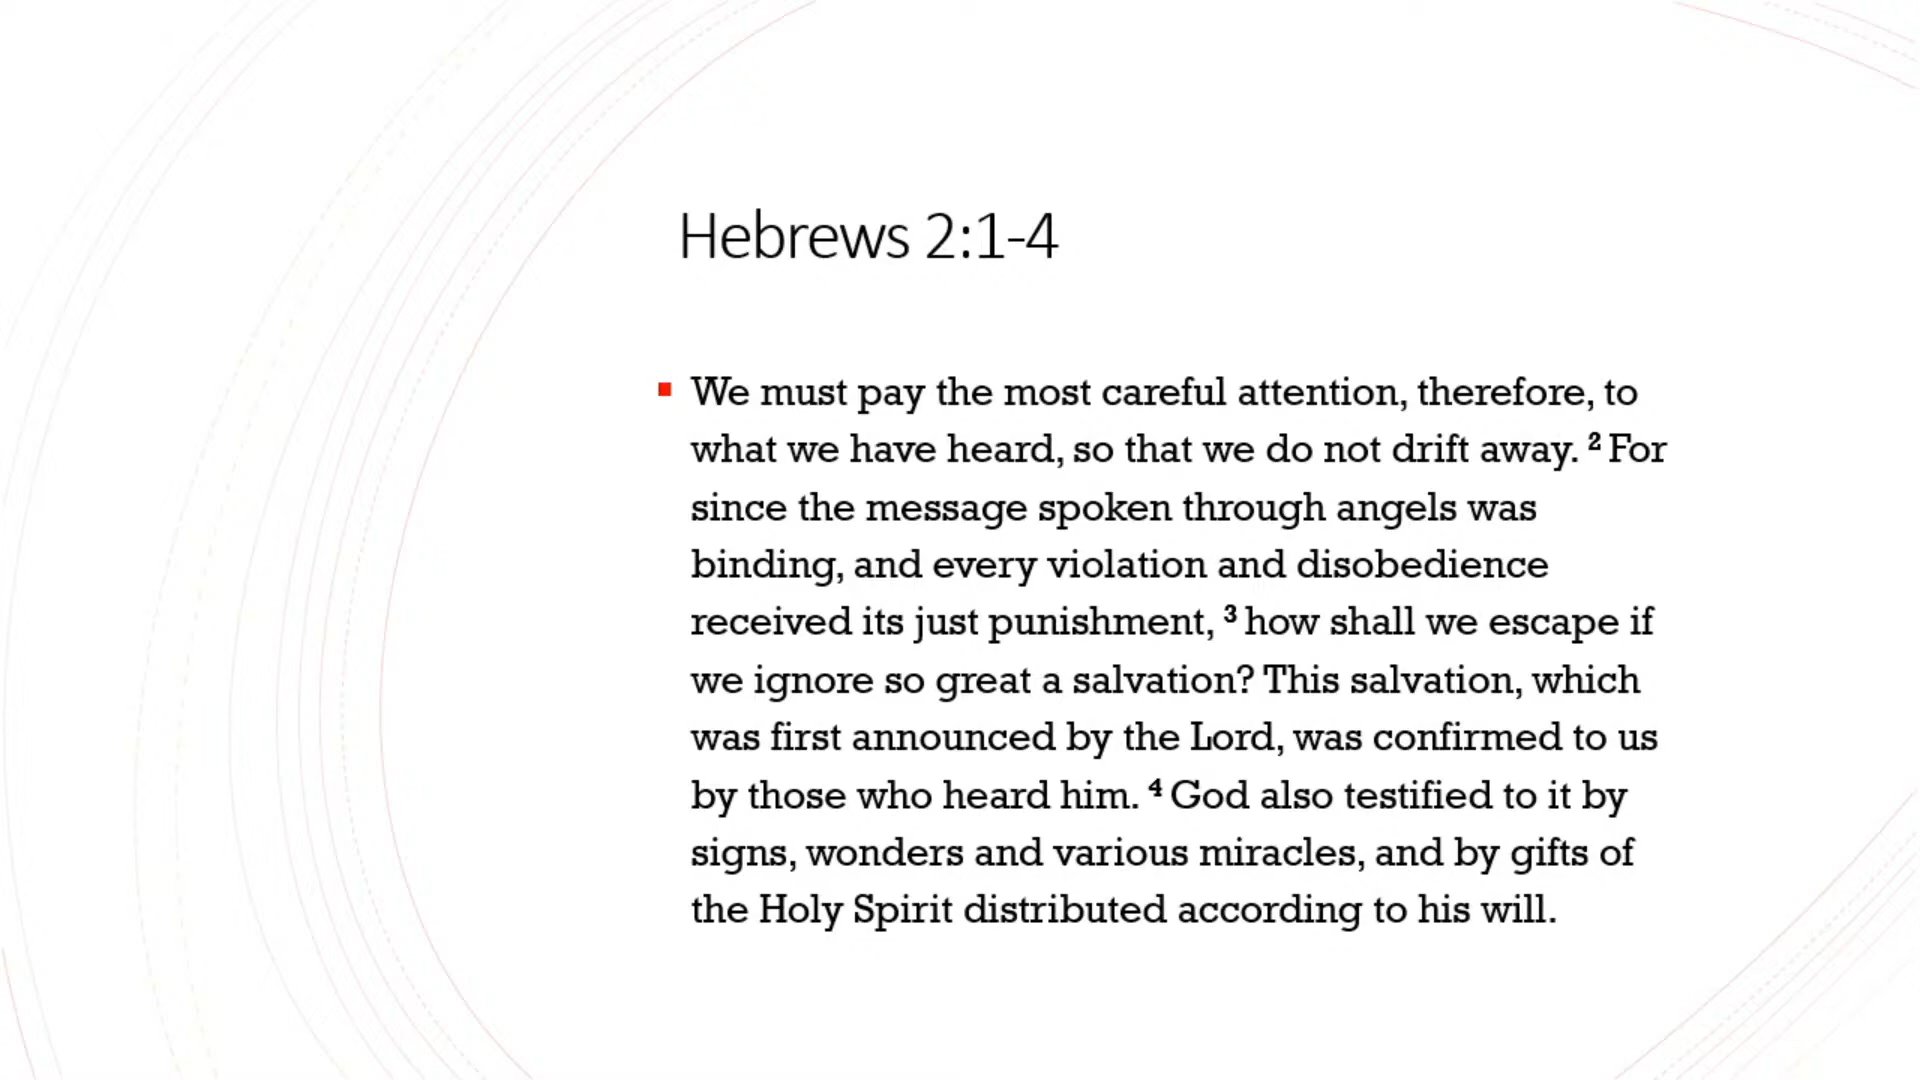 Hebrews 2:1-4
We must pay the most careful attention, therefore, to
what we have heard, so that we do not drift away. ² For
since the message spoken through angels was
binding, and every violation and disobedience
received its just punishment, ³ how shall we escape if
we ignore so great a salvation? This salvation, which
was first announced by the Lord, was confirmed to us
by those who heard him. ⁴ God also testified to it by
signs, wonders and various miracles, and by gifts of
the Holy Spirit distributed according to his will.